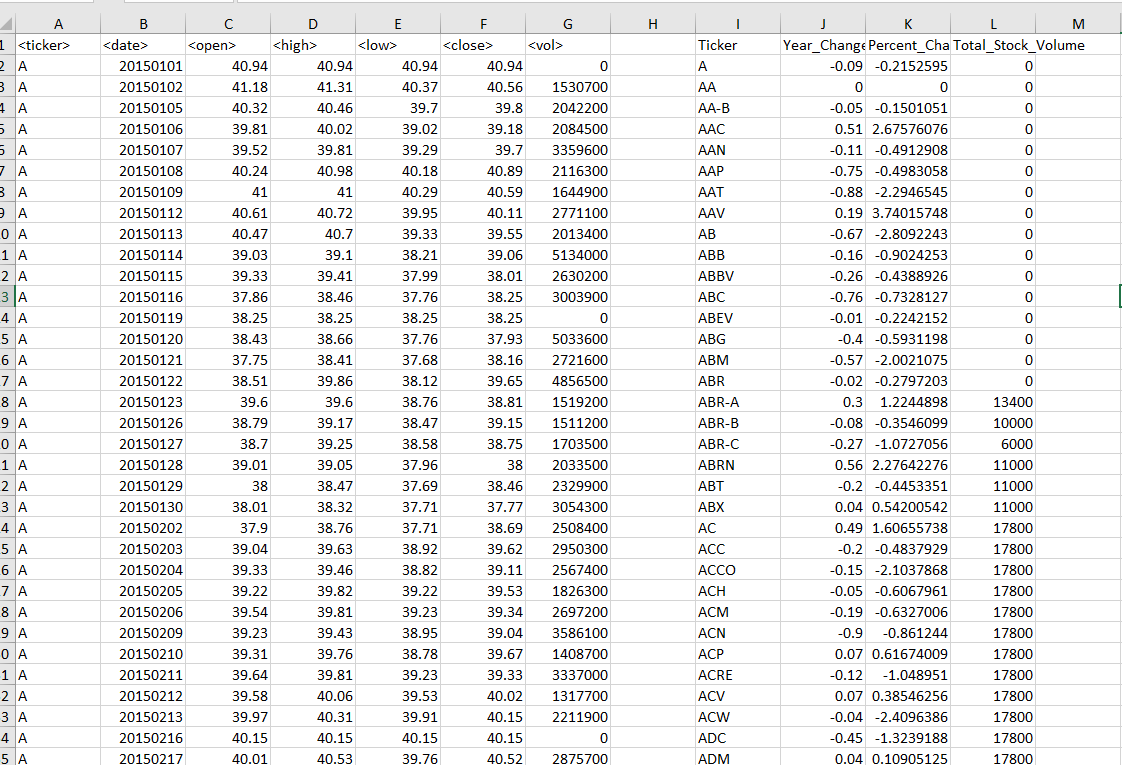 A B C D E F G H I J K L M
1 <ticker> <date> <open> <high> <low> <close> <vol> Ticker Year_Change Percent_Cha Total_Stock_Volume
2 A 20150101 40.94 40.94 40.94 40.94 0 A -0.09 -0.2152595 0
3 A 20150102 41.18 41.31 40.37 40.56 1530700 AA 0 0 0
4 A 20150105 40.32 40.46 39.7 39.8 2042200 AA-B -0.05 -0.1501051 0
5 A 20150106 39.81 40.02 39.02 39.18 2084500 AAC 0.51 2.67576076 0
6 A 20150107 39.52 39.81 39.29 39.7 3359600 AAN -0.11 -0.4912908 0
7 A 20150108 40.24 40.98 40.18 40.89 2116300 AAP -0.75 -0.4983058 0
8 A 20150109 41 41 40.29 40.59 1644900 AAT -0.88 -2.2946545 0
9 A 20150112 40.61 40.72 39.95 40.11 2771100 AAV 0.19 3.74015748 0
0 A 20150113 40.47 40.7 39.33 39.55 2013400 AB -0.67 -2.8092243 0
1 A 20150114 39.03 39.1 38.21 39.06 5134000 ABB -0.16 -0.9024253 0
2 A 20150115 39.33 39.41 37.99 38.01 2630200 ABBV -0.26 -0.4388926 0
3 A 20150116 37.86 38.46 37.76 38.25 3003900 ABC -0.76 -0.7328127 0
4 A 20150119 38.25 38.25 38.25 38.25 0 ABEV -0.01 -0.2242152 0
5 A 20150120 38.43 38.66 37.76 37.93 5033600 ABG -0.4 -0.5931198 0
6 A 20150121 37.75 38.41 37.68 38.16 2721600 ABM -0.57 -2.0021075 0
7 A 20150122 38.51 39.86 38.12 39.65 4856500 ABR -0.02 -0.2797203 0
8 A 20150123 39.6 39.6 38.76 38.81 1519200 ABR-A 0.3 1.2244898 13400
9 A 20150126 38.79 39.17 38.47 39.15 1511200 ABR-B -0.08 -0.3546099 10000
0 A 20150127 38.7 39.25 38.58 38.75 1703500 ABR-C -0.27 -1.0727056 6000
1 A 20150128 39.01 39.05 37.96 38 2033500 ABRN 0.56 2.27642276 11000
2 A 20150129 38 38.47 37.69 38.46 2329900 ABT -0.2 -0.4453351 11000
3 A 20150130 38.01 38.32 37.71 37.77 3054300 ABX 0.04 0.54200542 11000
4 A 20150202 37.9 38.76 37.71 38.69 2508400 AC 0.49 1.60655738 17800
5 A 20150203 39.04 39.63 38.92 39.62 2950300 ACC -0.2 -0.4837929 17800
6 A 20150204 39.33 39.46 38.82 39.11 2567400 ACCO -0.15 -2.1037868 17800
7 A 20150205 39.22 39.82 39.22 39.53 1826300 ACH -0.05 -0.6067961 17800
8 A 20150206 39.54 39.81 39.23 39.34 2697200 ACM -0.19 -0.6327006 17800
9 A 20150209 39.23 39.43 38.95 39.04 3586100 ACN -0.9 -0.861244 17800
0 A 20150210 39.31 39.76 38.78 39.67 1408700 ACP 0.07 0.61674009 17800
1 A 20150211 39.64 39.81 39.23 39.33 3337000 ACRE -0.12 -1.048951 17800
2 A 20150212 39.58 40.06 39.53 40.02 1317700 ACV 0.07 0.38546256 17800
3 A 20150213 39.97 40.31 39.91 40.15 2211900 ACW -0.04 -2.4096386 17800
4 A 20150216 40.15 40.15 40.15 40.15 0 ADC -0.45 -1.3239188 17800
5 A 20150217 40.01 40.53 39.76 40.52 2875700 ADM 0.04 0.10905125 17800